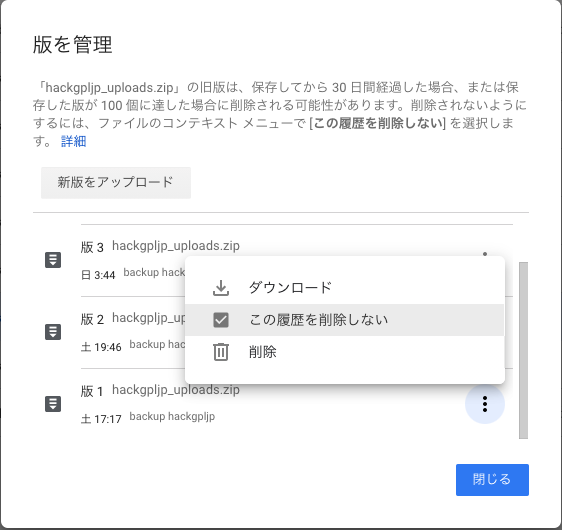 版を管理
「hackgpljp_uploads.zip」の旧版は、保存してから 30 日間経過した場合、または保
存した版が 100 個に達した場合に削除される可能性があります。削除されないように
するには、ファイルのコンテキスト メニューで [この履歴を削除しない] を選択しま
す。 詳細
新版をアップロード
版 3 hackgpljp_uploads.zip
日 3:44 backup hack
ダウンロード
版 2 hackgpljp_up
この履歴を削除しない
土 19:46 backup hack
削除
版 1 hackgpljp_uploads.zip
土 17:17 backup hackgpljp
閉じる